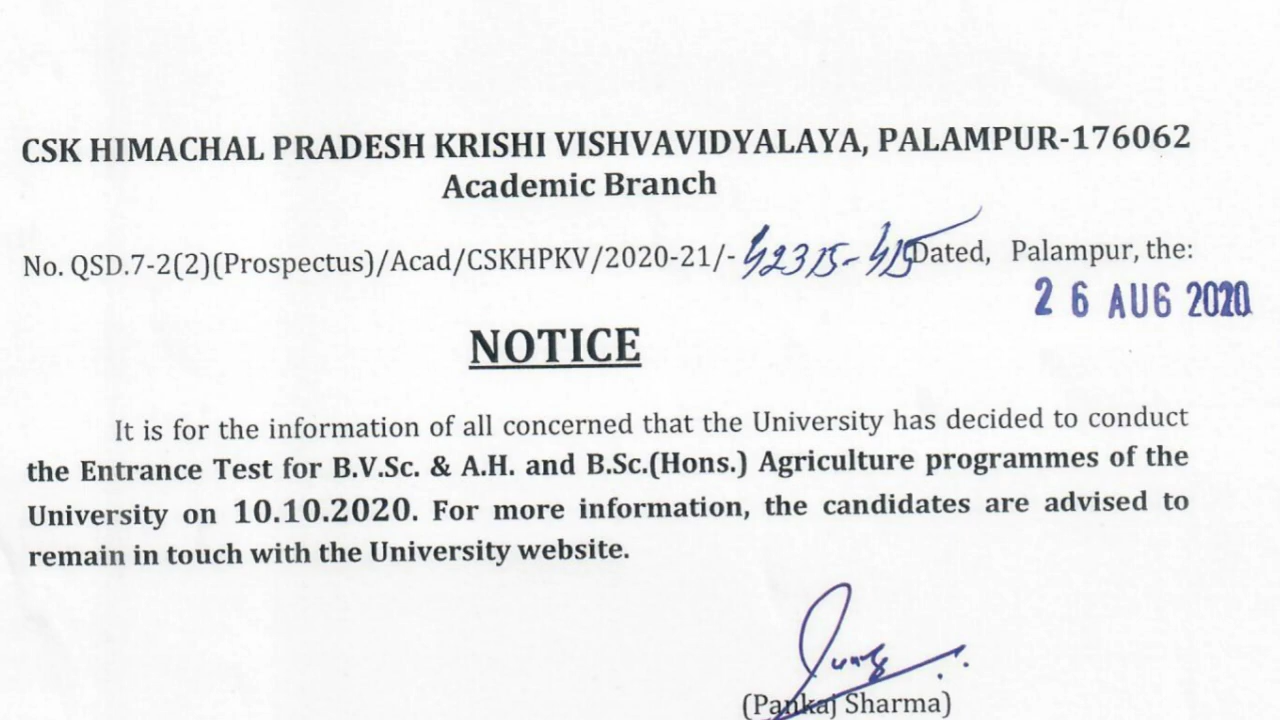 CSK HIMACHAL PRADESH KRISHI VISHVAVIDYALAYA, PALAMPUR-176062
Academic Branch
No. QSD.7-2(2)(Prospectus)/Acad/CSKHPKV/2020-21/- Dated, Palampur, the:
26 AUG 2020
NOTICE
It is for the information of all concerned that the University has decided to conduct
the Entrance Test for B.V.Sc. & A.H. and B.Sc.(Hons.) Agriculture programmes of the
University on 10.10.2020. For more information, the candidates are advised to
remain in touch with the University website.
(Pankaj Sharma)